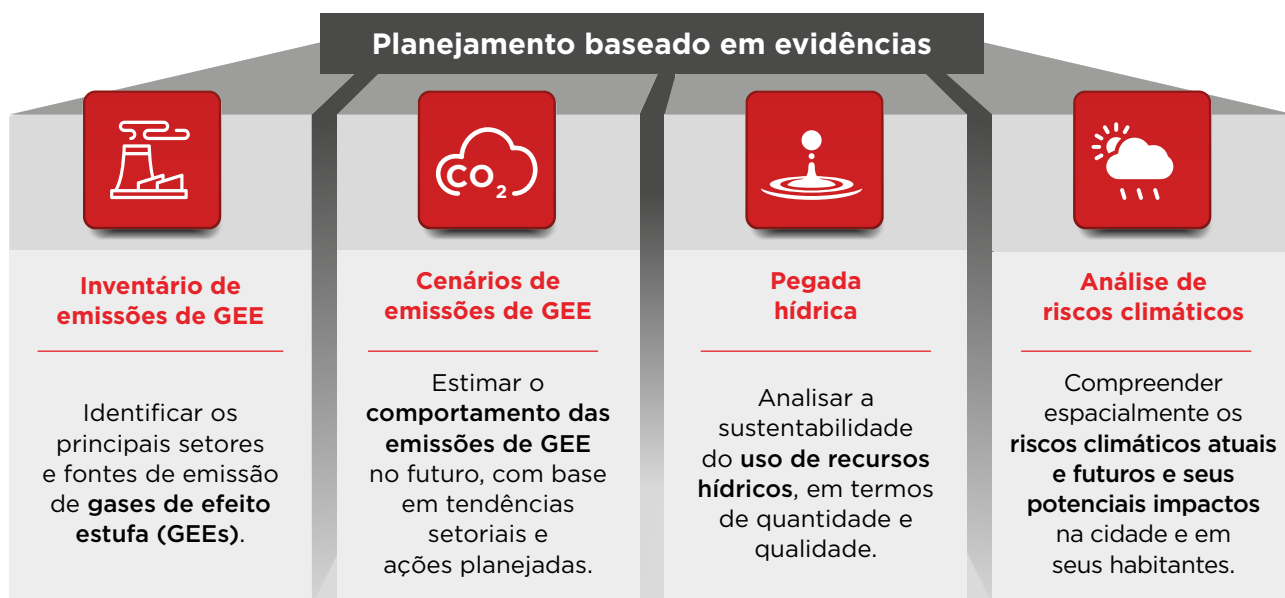 Planejamento baseado em evidências
CO2
Inventário de
emissões de GEE
Identificar os
principais setores
e fontes de emissão
de gases de efeito
estufa (GEEs).
Cenários de
emissões de GEE
Estimar o
comportamento das
emissões de GEE
no futuro, com base
em tendências
setoriais e
ações planejadas.
Pegada
hídrica
Analisar a
sustentabilidade
do uso de recursos
hídricos, em termos
de quantidade e
qualidade.
Análise de
riscos climáticos
Compreender
espacialmente os
riscos climáticos atuais
e futuros e seus
potenciais impactos
na cidade e em
seus habitantes.